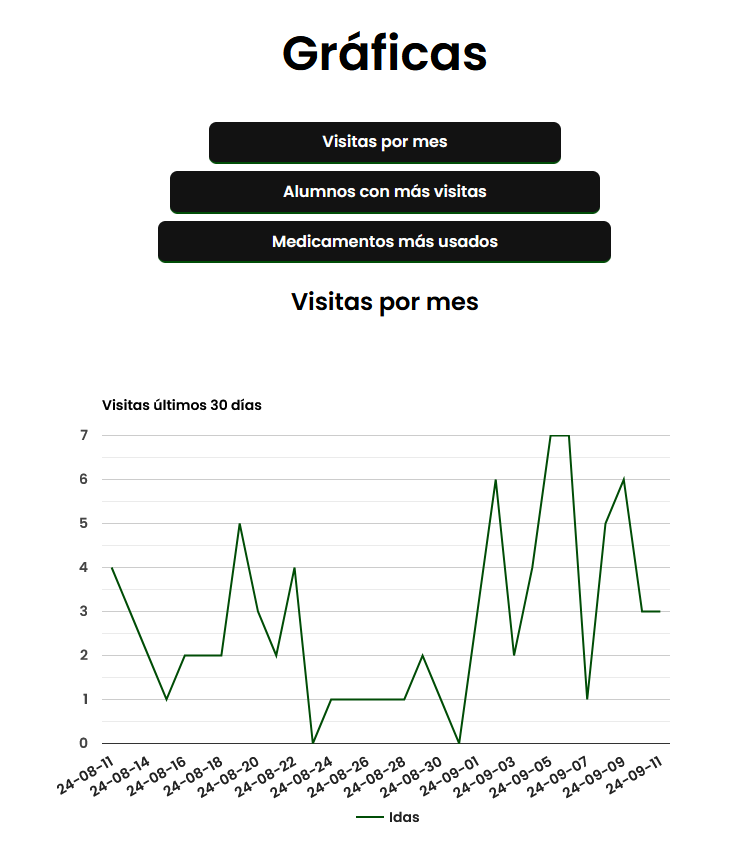 Gráficas
Visitas por mes
Alumnos con más visitas
Medicamentos más usados
Visitas por mes
Visitas últimos 30 días
7
6
5
4
3
2
1
0
24-08-11 24-08-14 24-08-16 24-08-18 24-08-20 24-08-22 24-08-24 24-08-26 24-08-28 24-08-30 24-09-01 24-09-03 24-09-05 24-09-07 24-09-09 24-09-11
Idas